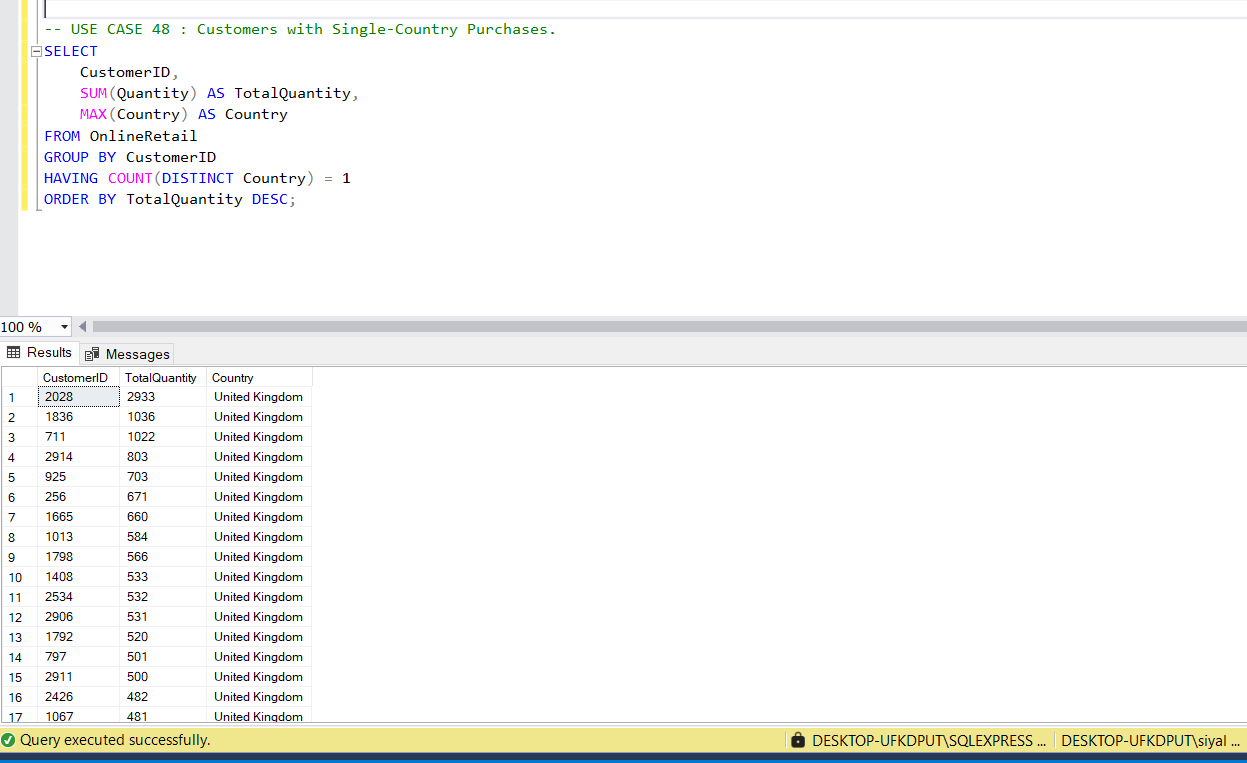 -- USE CASE 48 : Customers with Single-Country Purchases.
SELECT
CustomerID,
SUM(Quantity) AS TotalQuantity,
MAX(Country) AS Country
FROM OnlineRetail
GROUP BY CustomerID
HAVING COUNT(DISTINCT Country) = 1
ORDER BY TotalQuantity DESC;
100 %
Results Messages
CustomerID TotalQuantity Country
1 2028 2933 United Kingdom
2 1836 1036 United Kingdom
3 711 1022 United Kingdom
4 2914 803 United Kingdom
5 925 703 United Kingdom
6 256 671 United Kingdom
7 1665 660 United Kingdom
8 1013 584 United Kingdom
9 1798 566 United Kingdom
10 1408 533 United Kingdom
11 2534 532 United Kingdom
12 2906 531 United Kingdom
13 1792 520 United Kingdom
14 797 501 United Kingdom
15 2911 500 United Kingdom
16 2426 482 United Kingdom
17 1067 481 United Kingdom
Query executed successfully. DESKTOP-UFKDPUT\SQLEXPRESS ... DESKTOP-UFKDPUT\siyal ...